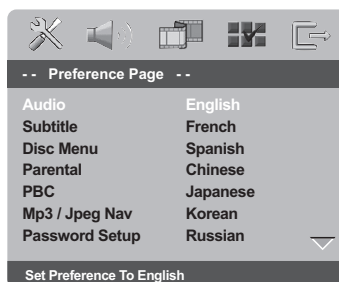 -- Preference Page --
Audio English
Subtitle French
Disc Menu Spanish
Parental Chinese
PBC Japanese
Mp3 / Jpeg Nav Korean
Password Setup Russian
Set Preference To English